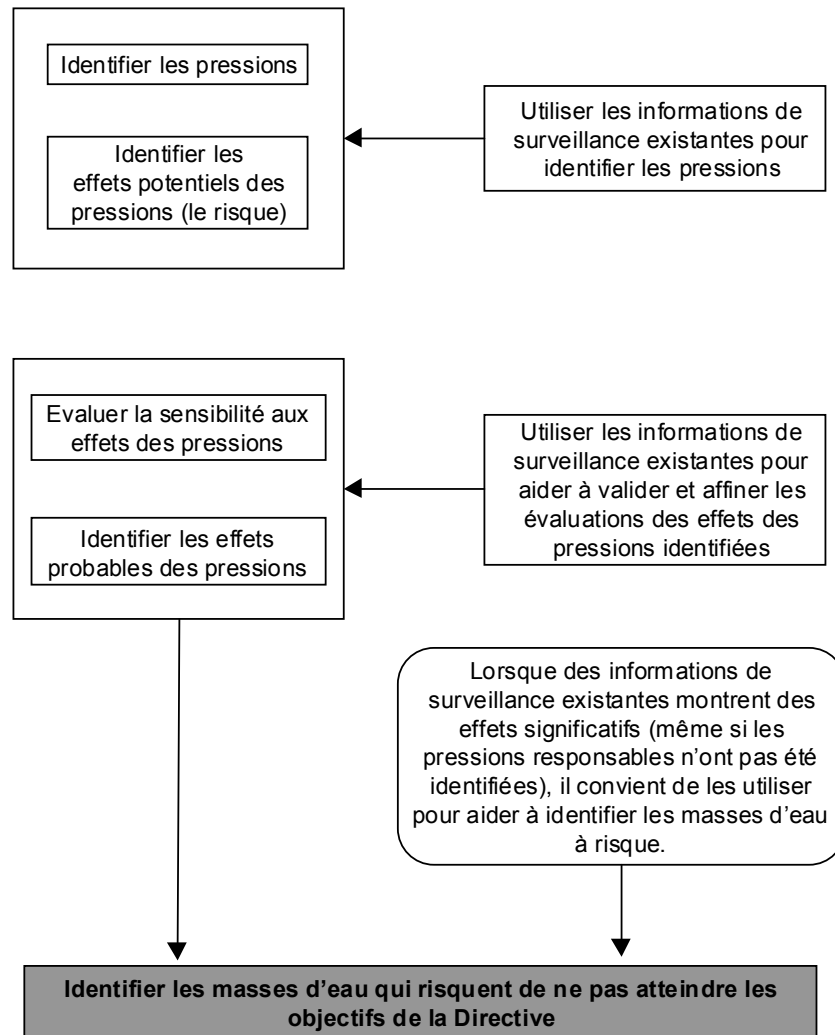 Identifier les pressions
Identifier les
effets potentiels des
pressions (le risque)
Utiliser les informations de
surveillance existantes pour
identifier les pressions
Evaluer la sensibilité aux
effets des pressions
Identifier les effets
probables des pressions
Utiliser les informations de
surveillance existantes pour
aider à valider et affiner les
évaluations des effets des
pressions identifiées
Lorsque des informations de
surveillance existantes montrent des
effets significatifs (même si les
pressions responsables n’ont pas été
identifiées), il convient de les utiliser
pour aider à identifier les masses d’eau
à risque.
Identifier les masses d’eau qui risquent de ne pas atteindre les
objectifs de la Directive